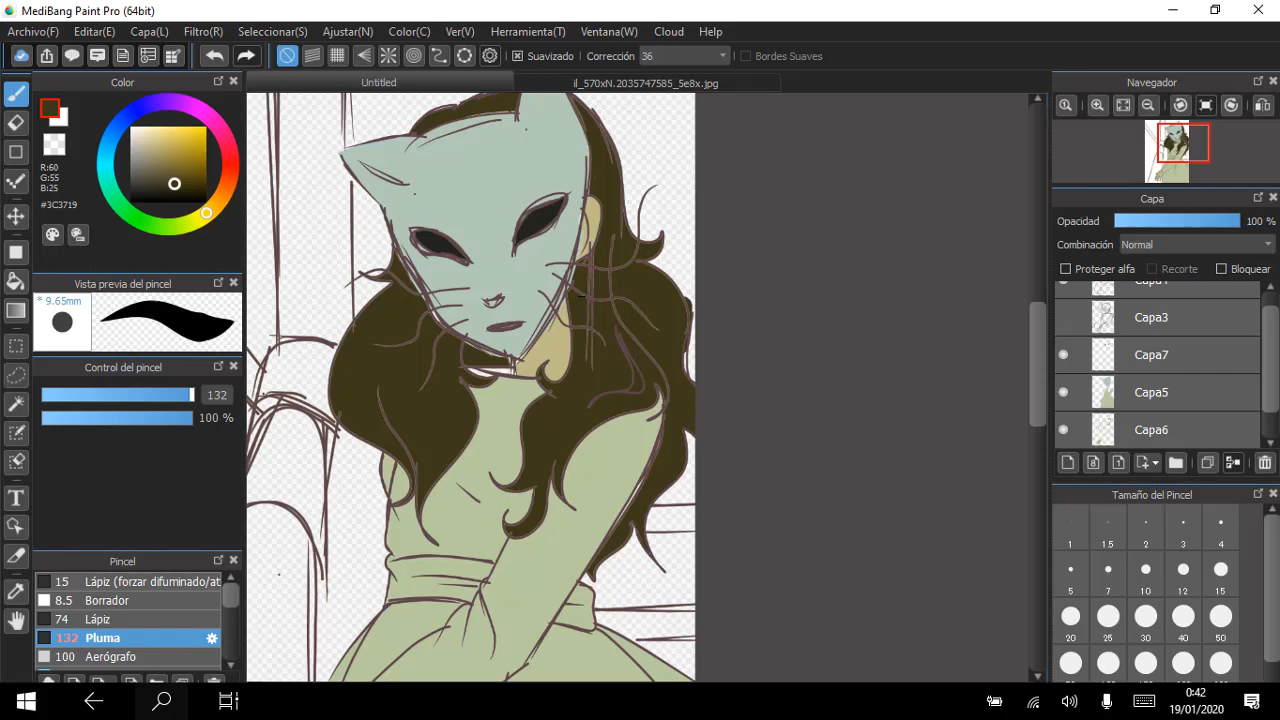 MediBang Paint Pro (64bit)
Archivo(F) Editar(E) Capa(L) Filtro(R) Seleccionar(S) Ajustar(N) Color(C) Ver(V) Herramienta(T) Ventana(W) Cloud Help
Suavizado Corrección 36 Bordes Suaves
Color
Untitled
il_570xN.2035747585_5e8x.jpg
Navegador
R:60
G:55
B:25
#3C3719
Capa
Opacidad 100 %
Combinación Normal
Proteger alfa Recorte Bloquear
Vista previa del pincel
* 9.65mm
Capa3
Capa7
Capa5
Capa6
Control del pincel
132
100 %
8 1
Tamaño del Pincel
1 1.5 2 3 4
5 7 10 12 15
20 25 30 40 50
Pincel
15 Lápiz (forzar difuminado/at
8.5 Borrador
74 Lápiz
132 Pluma
100 Aerógrafo
T
0:42
19/01/2020